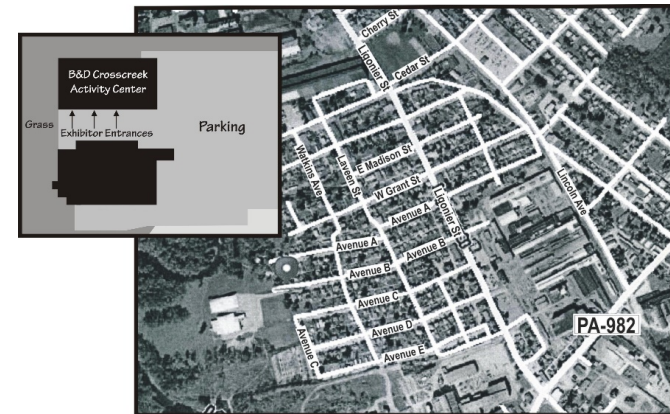 B&D Crosscreek
Activity Center
Grass
Exhibitor Entrances
Parking
Cherry St
Ligonier St
Cedar St
E Madison St
Watkins Ave
Laveen St
W Grant St
Avenue A
Ligonier St
Lincoln Ave
Avenue A
Avenue B
Avenue B
Avenue C
Avenue D
Avenue C
Avenue E
PA-982